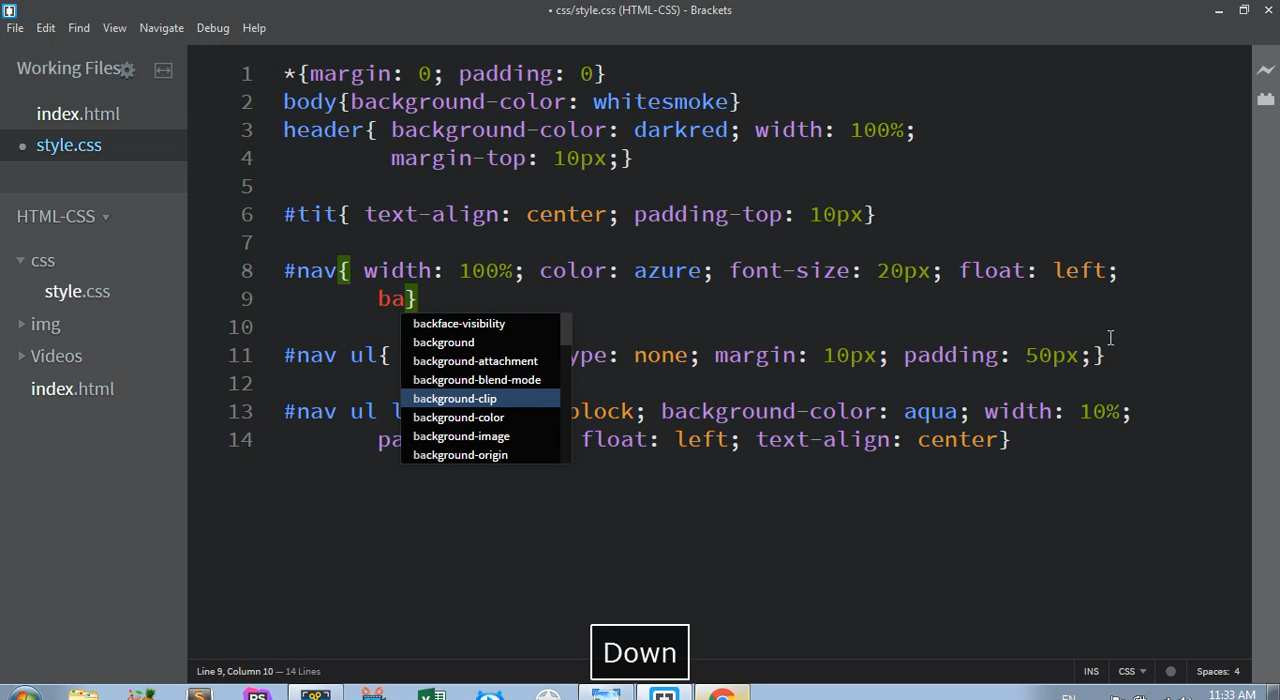 • css/style.css (HTML-CSS) - Brackets
File Edit Find View Navigate Debug Help
Working Files
index.html
• style.css
HTML-CSS
css
style.css
img
Videos
index.html
1 *{margin: 0; padding: 0}
2 body{background-color: whitesmoke}
3 header{ background-color: darkred; width: 100%;
4 margin-top: 10px;}
5
6 #tit{ text-align: center; padding-top: 10px}
7
8 #nav{ width: 100%; color: azure; font-size: 20px; float: left;
9 ba}
10
11 #nav ul{ ype: none; margin: 10px; padding: 50px;}
12
13 #nav ul l block; background-color: aqua; width: 10%;
14 pa float: left; text-align: center}
backface-visibility
background
background-attachment
background-blend-mode
background-clip
background-color
background-image
background-origin
Down
Line 9, Column 10 — 14 Lines
INS CSS Spaces: 4
EN 11:33 AM